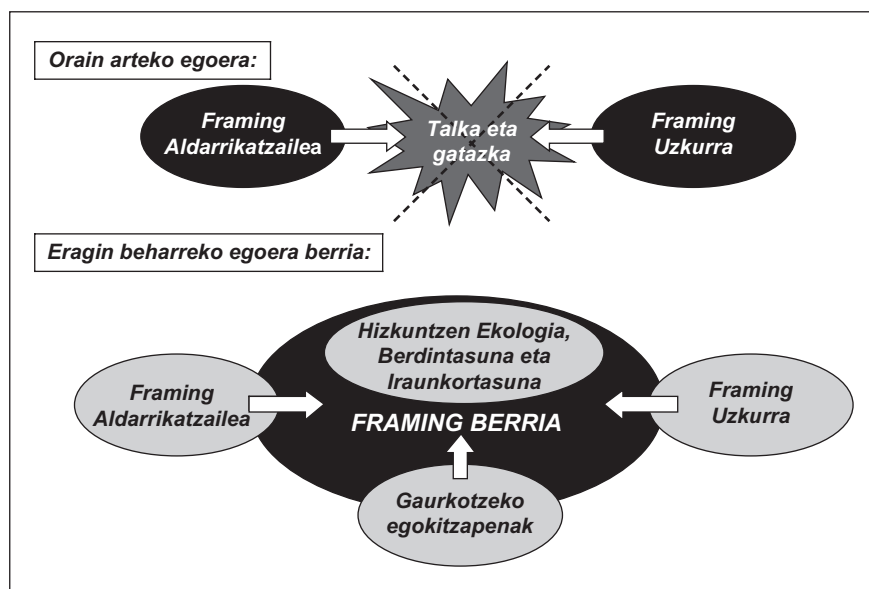 Orain arteko egoera:
Framing
Aldarrikatzailea
Talka eta
gatazka
Framing
Uzkurra
Eragin beharreko egoera berria:
Hizkuntzen Ekologia,
Berdintasuna eta
Iraunkortasuna
Framing
Aldarrikatzailea
FRAMING BERRIA
Framing
Uzkurra
Gaurkotzeko
egokitzapenak